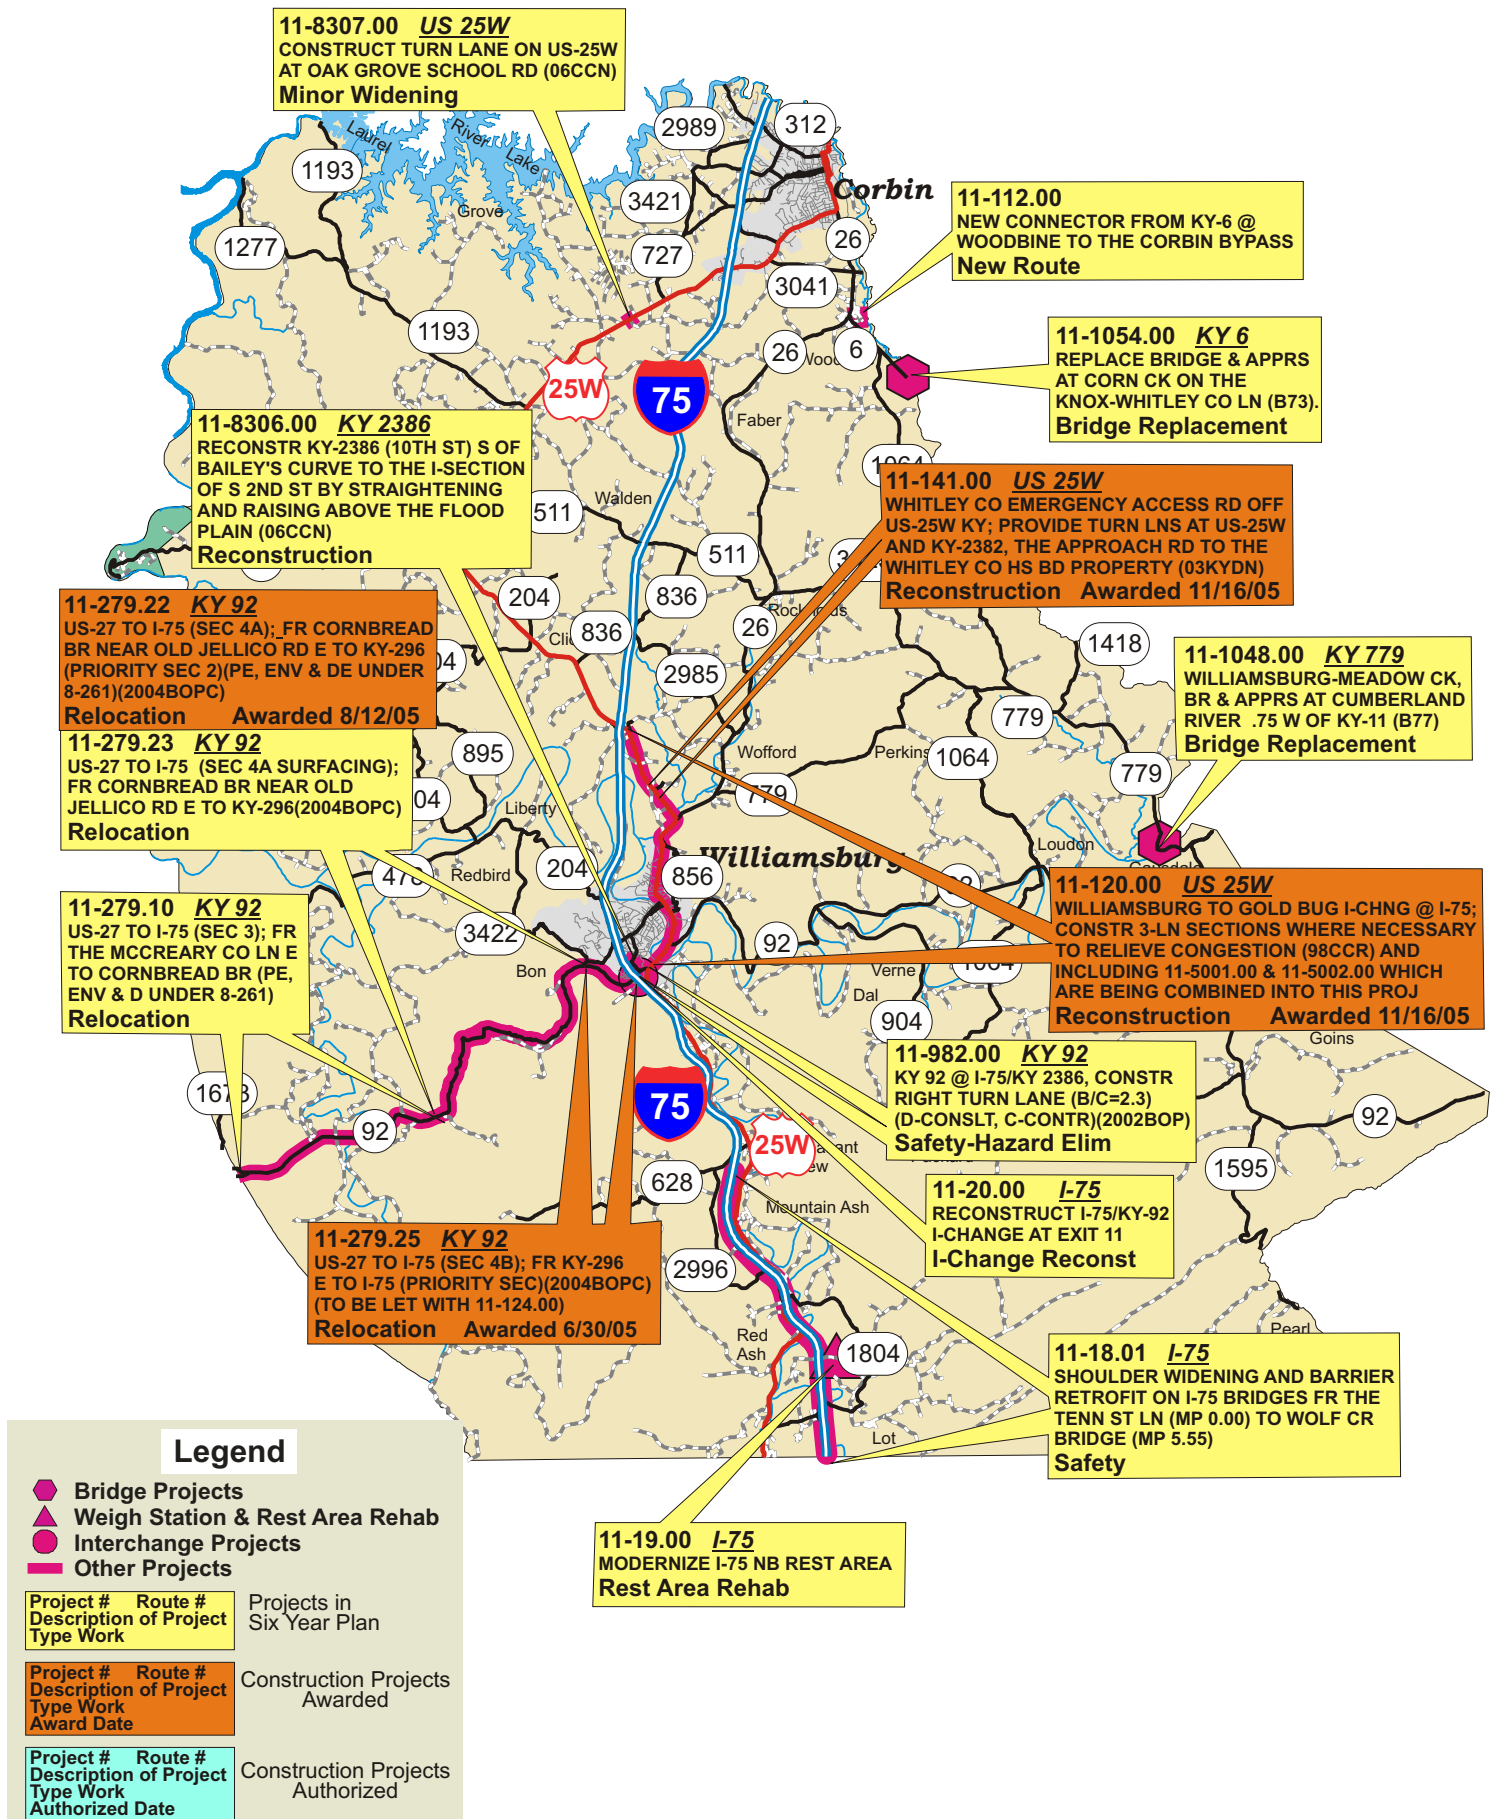 11-8307.00 US 25W
CONSTRUCT TURN LANE ON US-25W
AT OAK GROVE SCHOOL RD (06CCN)
Minor Widening
2989
312
Laurel
River
Lake
1193
Corbin
3421
Grove
11-112.00
NEW CONNECTOR FROM KY-6 @
WOODBINE TO THE CORBIN BYPASS
New Route
1277
727
26
3041
1193
26
6
11-1054.00 KY 6
REPLACE BRIDGE & APPRS
AT CORN CK ON THE
KNOX-WHITLEY CO LN (B73).
Bridge Replacement
25W
75
Faber
11-8306.00 KY 2386
RECONSTR KY-2386 (10TH ST) S OF
BAILEY'S CURVE TO THE I-SECTION
OF S 2ND ST BY STRAIGHTENING
AND RAISING ABOVE THE FLOOD
PLAIN (06CCN)
Reconstruction
1064
11-141.00 US 25W
WHITLEY CO EMERGENCY ACCESS RD OFF
US-25W KY; PROVIDE TURN LNS AT US-25W
AND KY-2382, THE APPROACH RD TO THE
WHITLEY CO HS BD PROPERTY (03KYDN)
Reconstruction Awarded 11/16/05
Walden
511
511
204
836
836
26
11-279.22 KY 92
US-27 TO I-75 (SEC 4A); FR CORNBREAD
BR NEAR OLD JELLICO RD E TO KY-296
(PRIORITY SEC 2)(PE, ENV & DE UNDER
8-261)(2004BOPC)
Relocation Awarded 8/12/05
2985
1418
11-1048.00 KY 779
WILLIAMSBURG-MEADOW CK,
BR & APPRS AT CUMBERLAND
RIVER .75 W OF KY-11 (B77)
Bridge Replacement
779
11-279.23 KY 92
US-27 TO I-75 (SEC 4A SURFACING);
FR CORNBREAD BR NEAR OLD
JELLICO RD E TO KY-296(2004BOPC)
Relocation
895
Wofford
Perkins
1064
779
779
Liberty
Loudon
Williamsburg
Redbird
204
856
11-279.10 KY 92
US-27 TO I-75 (SEC 3); FR
THE MCCREARY CO LN E
TO CORNBREAD BR (PE,
ENV & D UNDER 8-261)
Relocation
11-120.00 US 25W
WILLIAMSBURG TO GOLD BUG I-CHNG @ I-75;
CONSTR 3-LN SECTIONS WHERE NECESSARY
TO RELIEVE CONGESTION (98CCR) AND
INCLUDING 11-5001.00 & 11-5002.00 WHICH
ARE BEING COMBINED INTO THIS PROJ
Reconstruction Awarded 11/16/05
3422
92
Bon
Verne
1064
Dal
904
Goins
11-982.00 KY 92
KY 92 @ I-75/KY 2386, CONSTR
RIGHT TURN LANE (B/C=2.3)
(D-CONSLT, C-CONTR)(2002BOP)
Safety-Hazard Elim
1673
75
92
92
25W
1595
628
Mountain Ash
11-20.00 I-75
RECONSTRUCT I-75/KY-92
I-CHANGE AT EXIT 11
I-Change Reconst
11-279.25 KY 92
US-27 TO I-75 (SEC 4B); FR KY-296
E TO I-75 (PRIORITY SEC)(2004BOPC)
(TO BE LET WITH 11-124.00)
Relocation Awarded 6/30/05
2996
Red
Ash
1804
Pearl
11-18.01 I-75
SHOULDER WIDENING AND BARRIER
RETROFIT ON I-75 BRIDGES FR THE
TENN ST LN (MP 0.00) TO WOLF CR
BRIDGE (MP 5.55)
Safety
Lot
11-19.00 I-75
MODERNIZE I-75 NB REST AREA
Rest Area Rehab
Legend
Bridge Projects
Weigh Station & Rest Area Rehab
Interchange Projects
Other Projects
Project # Route #
Description of Project
Type Work
Projects in
Six Year Plan
Project # Route #
Description of Project
Type Work
Award Date
Construction Projects
Awarded
Project # Route #
Description of Project
Type Work
Authorized Date
Construction Projects
Authorized